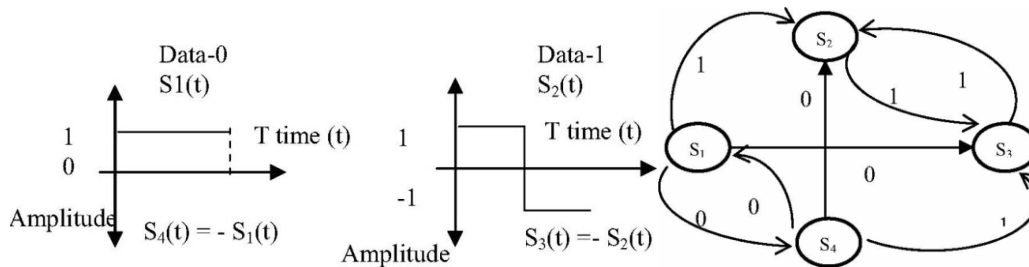 Data-0
S1(t)
1
0
T time (t)
Amplitude
S₄(t) = - S₁(t)
Data-1
S₂(t)
1
-1
T time (t)
Amplitude
S₃(t) =- S₂(t)
S₂
1
1
0
1
S₁
S₃
0
0
0
1
S₄